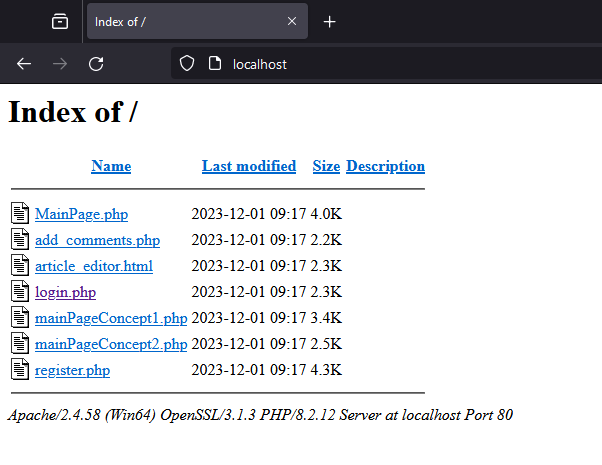 Index of /
localhost
Index of /
Name Last modified Size Description
MainPage.php 2023-12-01 09:17 4.0K
add_comments.php 2023-12-01 09:17 2.2K
article_editor.html 2023-12-01 09:17 2.3K
login.php 2023-12-01 09:17 2.3K
mainPageConcept1.php 2023-12-01 09:17 3.4K
mainPageConcept2.php 2023-12-01 09:17 2.5K
register.php 2023-12-01 09:17 4.3K
Apache/2.4.58 (Win64) OpenSSL/3.1.3 PHP/8.2.12 Server at localhost Port 80